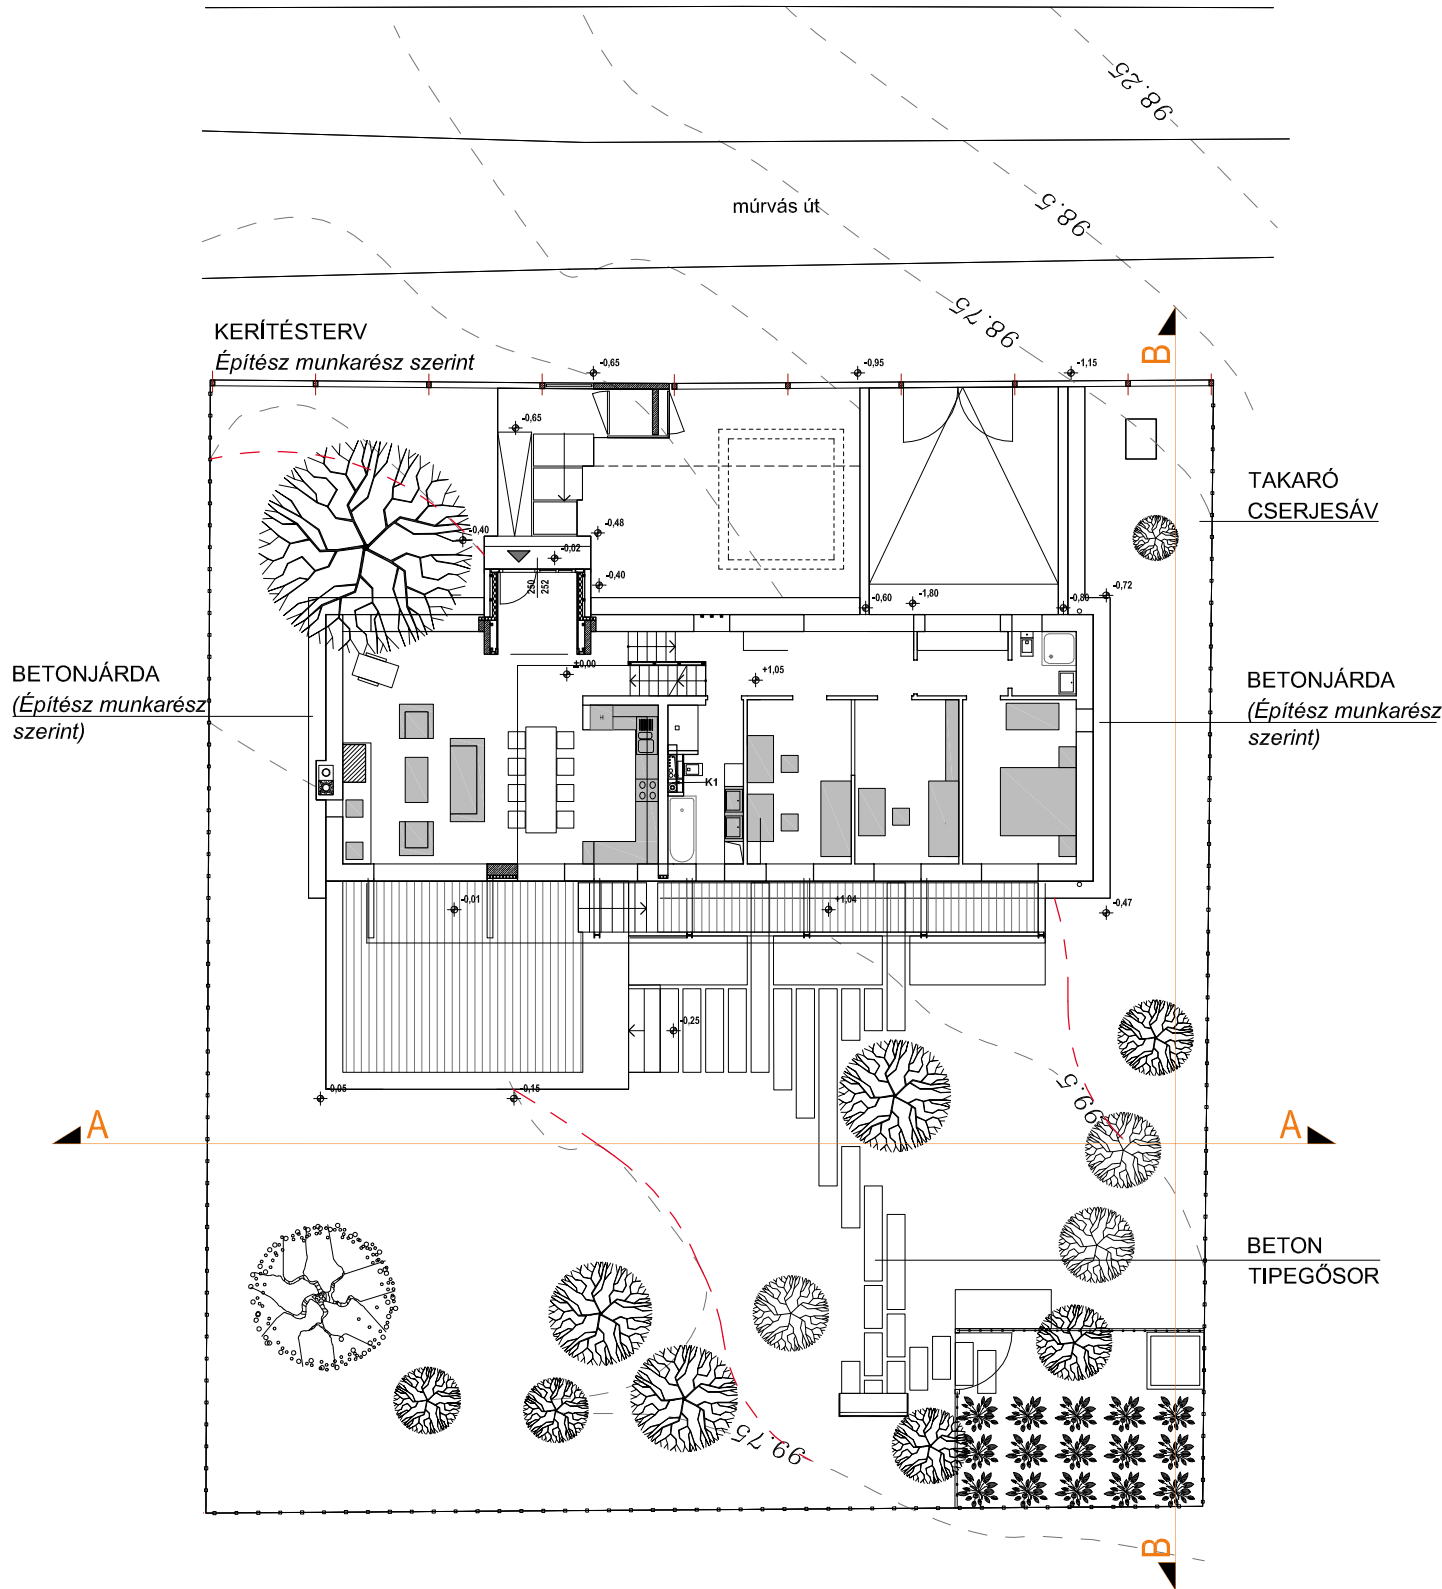 98.25
98.5
múrvás út
98.75
KERÍTÉSTERV
Építész munkarész szerint
B
-0,65
-0,95
-1,15
-0,65
TAKARÓ
CSERJESÁV
-0,40
-0,48
-0,02
-0,40
250
252
-0,60
-1,80
-0,80
-0,72
±0,00
+1,05
BETONJÁRDA
(Építész munkarész
szerint)
BETONJÁRDA
(Építész munkarész
szerint)
H
K1
-0,01
+1,04
-0,47
-0,25
-0,05
-0,15
99.5
A
A
BETON
TIPEGŐSOR
99.75
B